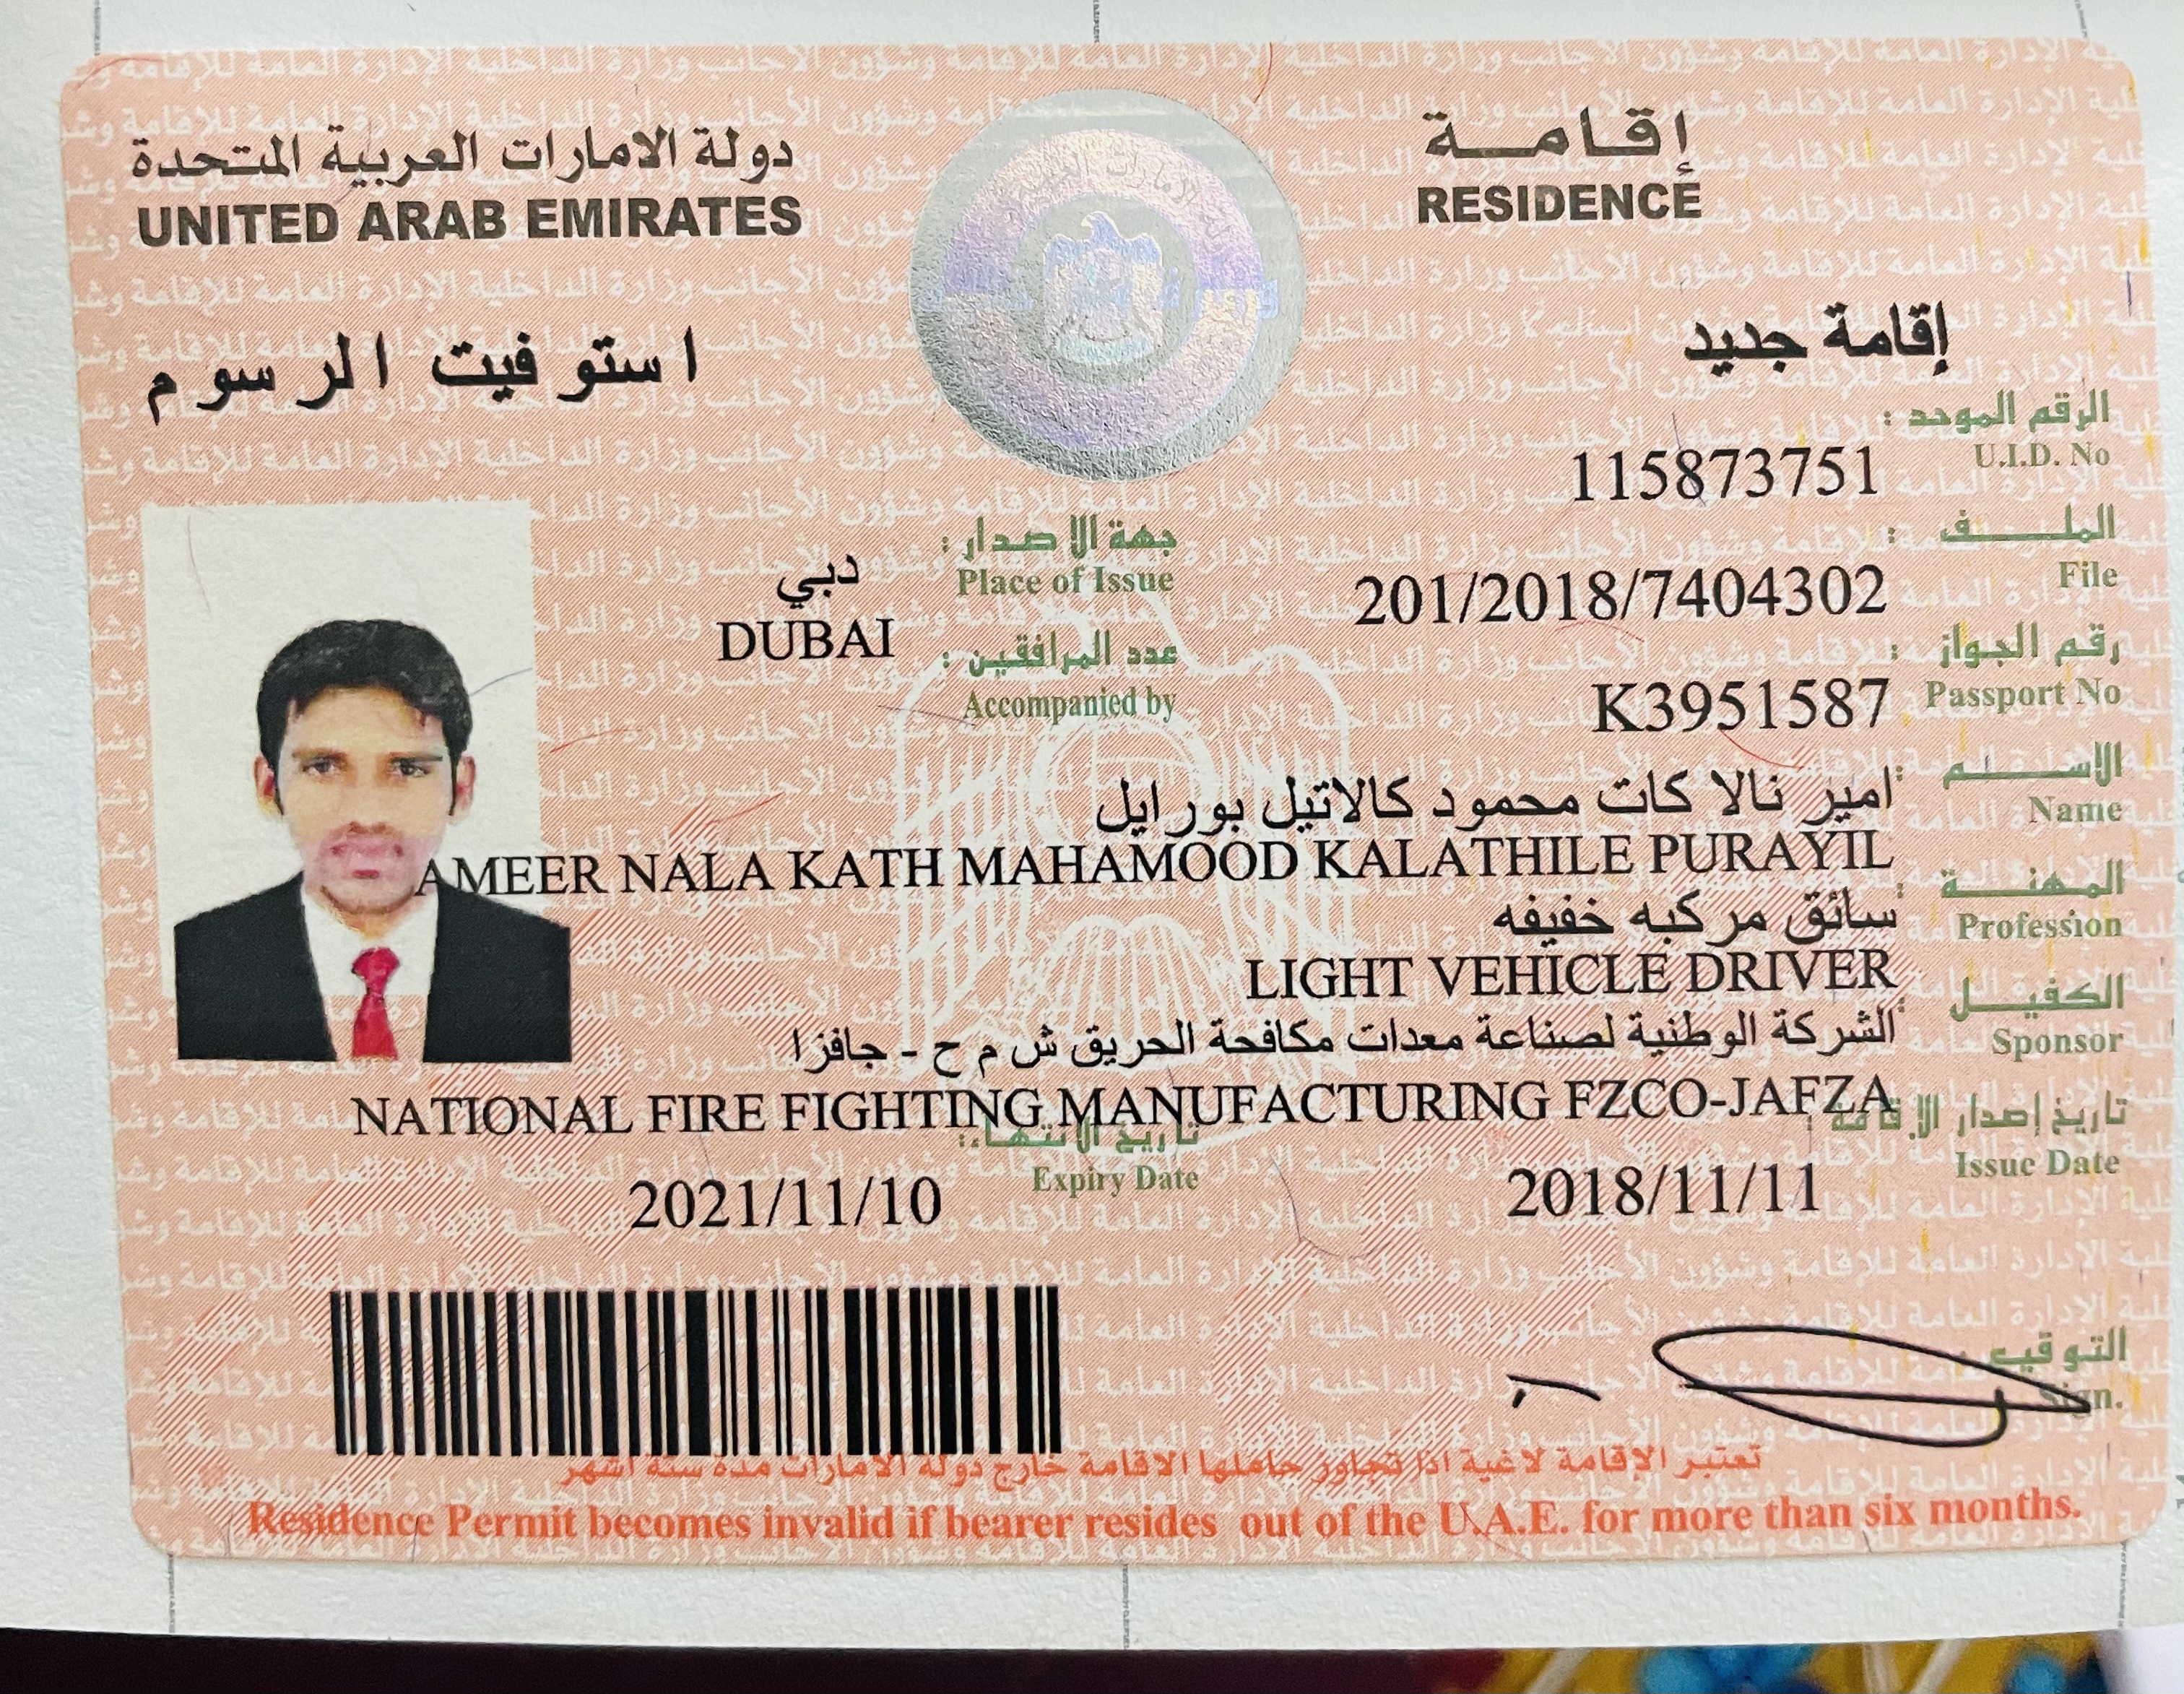 دولة الامارات العربية المتحدة
UNITED ARAB EMIRATES
إقامة
RESIDENCE
إقامة جديد
استوفيت الرسوم
الرقم الموحد :
U.I.D. No
115873751
الملف :
File
201/2018/7404302
جهة الاصدار :
Place of Issue
دبي
DUBAI
رقم الجواز :
Passport No
K3951587
عدد المرافقين :
Accompanied by
الاسم :
Name
امير نالا كات محمود كالاتيل بورايل
AMEER NALA KATH MAHAMOOD KALATHILE PURAYIL
المهنة :
Profession
سائق مركبه خفيفه
LIGHT VEHICLE DRIVER
الكفيل :
Sponsor
الشركة الوطنية لصناعة معدات مكافحة الحريق ش م ح - جافزا
NATIONAL FIRE FIGHTING MANUFACTURING FZCO-JAFZA
تاريخ إصدار الإقامة :
Issue Date
2018/11/11
تاريخ الانتهاء:
Expiry Date
2021/11/10
التوقيع
Sign.
تعتبر الإقامة لاغية اذا تجاوز حاملها الاقامة خارج دولة الامارات مدة ستة اشهر
Residence Permit becomes invalid if bearer resides out of the U.A.E. for more than six months.